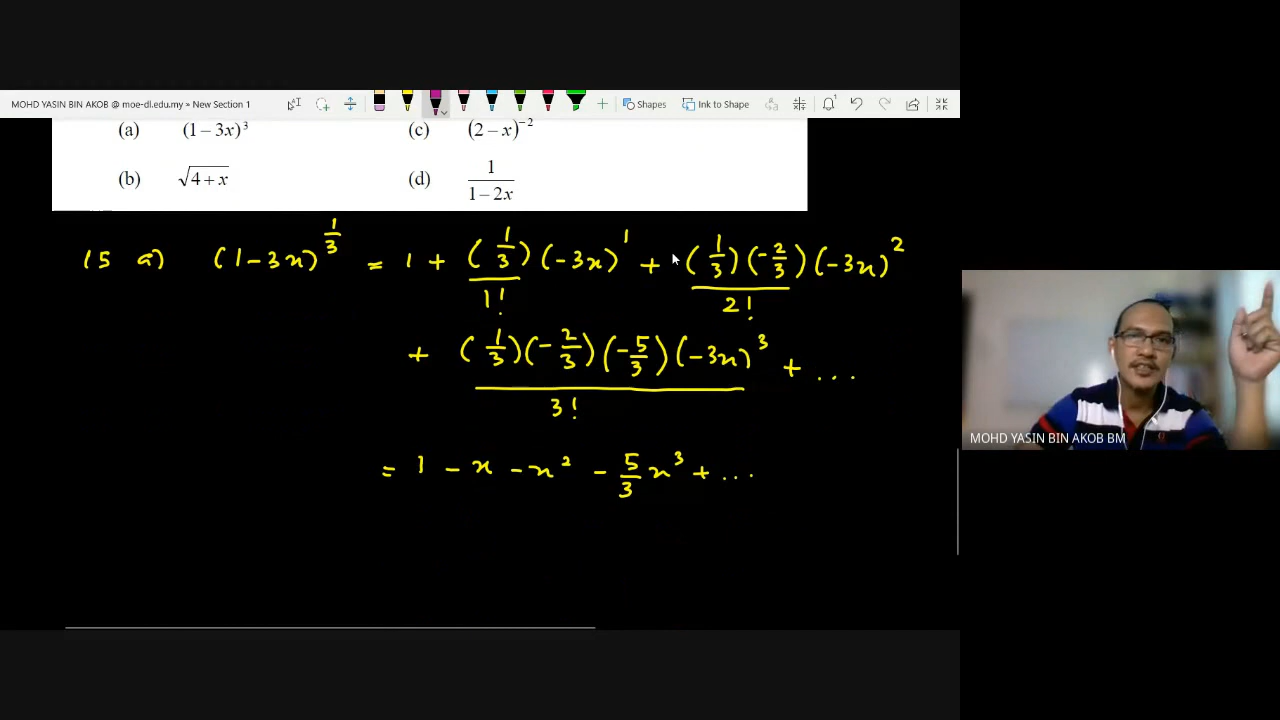 MOHD YASIN BIN AKOB @ moe-dl.edu.my » New Section 1
Shapes Ink to Shape
(a) (1 – 3x)³ (c) (2 – x)⁻²
(b) √(4 + x) (d) 1/(1 – 2x)
15 a) (1 - 3x)^(1/3) = 1 + (1/3)/1! (-3x)¹ + (1/3)(-2/3)/2! (-3x)²
+ (1/3)(-2/3)(-5/3)(-3x)³/3! + ...
= 1 - x - x² - 5/3 x³ + ...
MOHD YASIN BIN AKOB BM